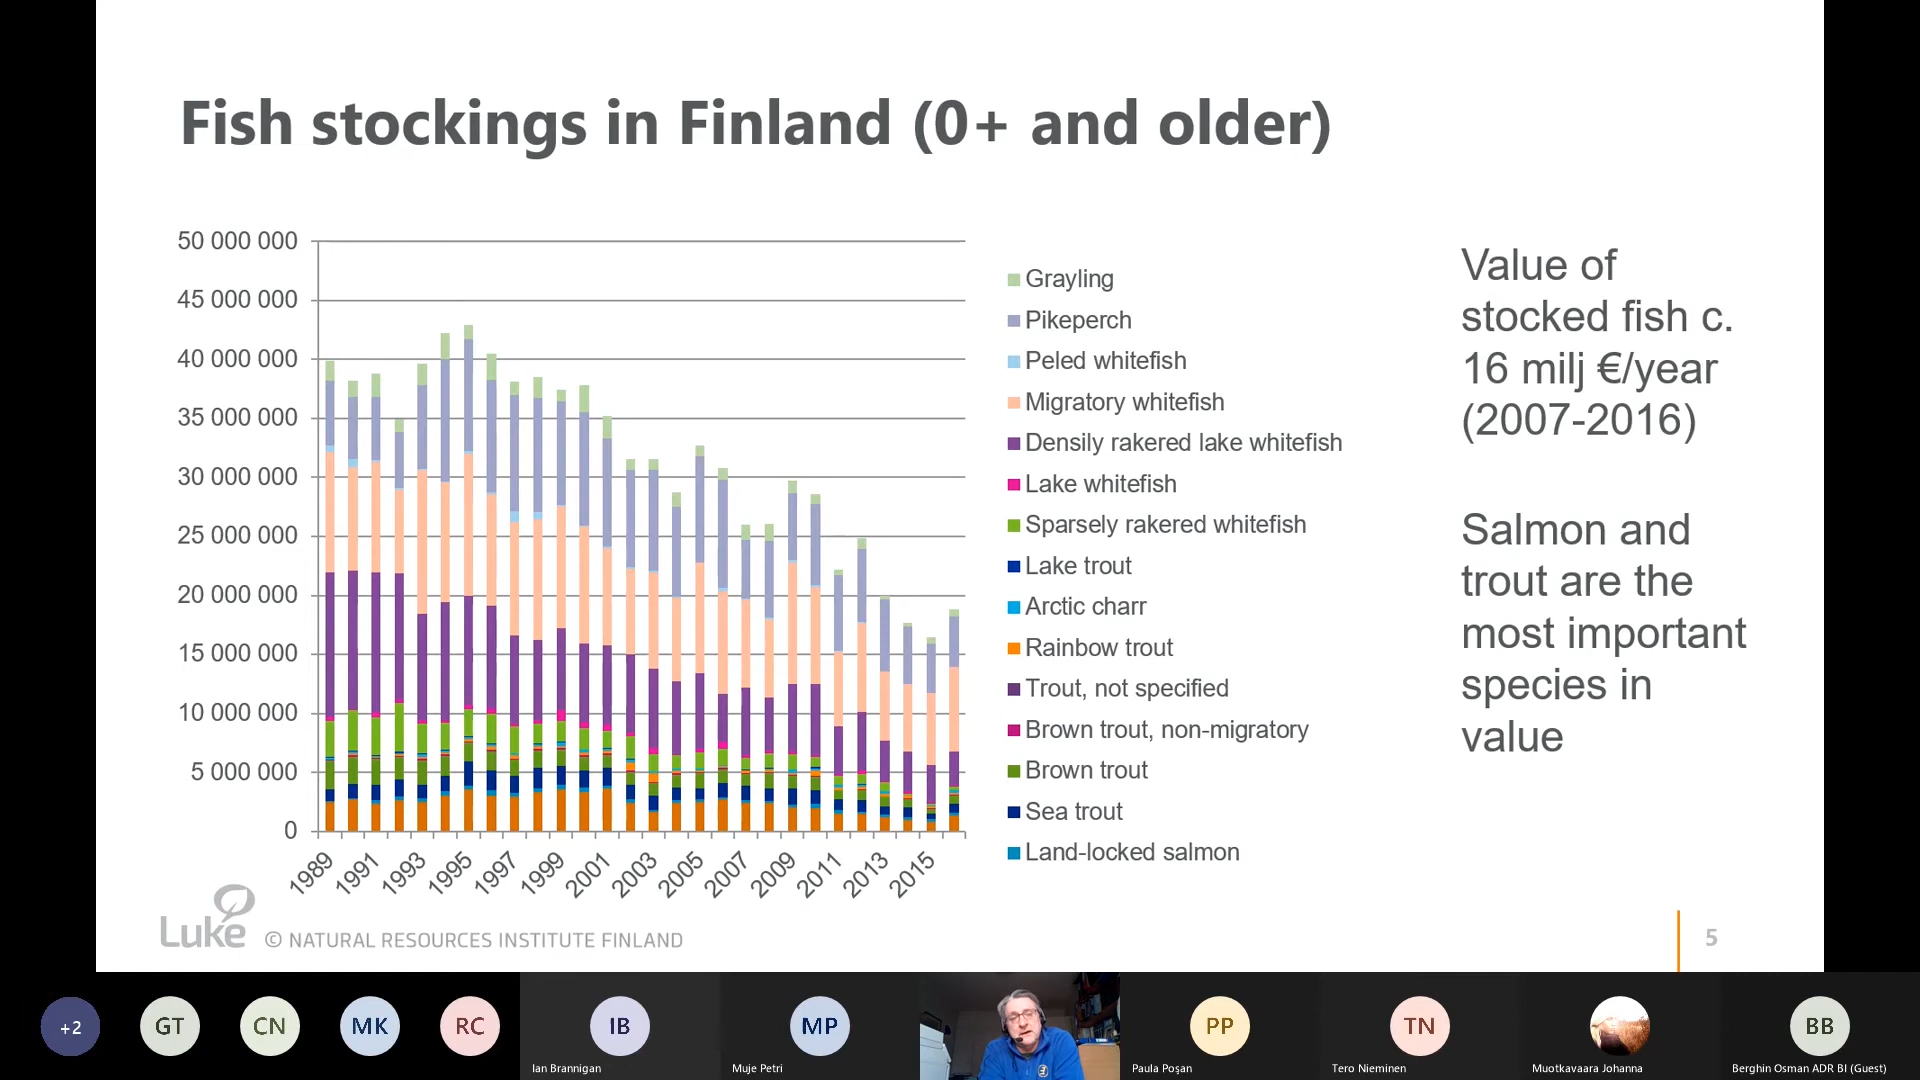 Fish stockings in Finland (0+ and older)
50 000 000
45 000 000
40 000 000
35 000 000
30 000 000
25 000 000
20 000 000
15 000 000
10 000 000
5 000 000
0
1989
1991
1993
1995
1997
1999
2001
2003
2005
2007
2009
2011
2013
2015
Grayling
Pikeperch
Peled whitefish
Migratory whitefish
Densily rakered lake whitefish
Lake whitefish
Sparsely rakered whitefish
Lake trout
Arctic charr
Rainbow trout
Trout, not specified
Brown trout, non-migratory
Brown trout
Sea trout
Land-locked salmon
Value of
stocked fish c.
16 milj €/year
(2007-2016)
Salmon and
trout are the
most important
species in
value
Luke
© NATURAL RESOURCES INSTITUTE FINLAND
5
+2
GT
CN
MK
RC
IB
MP
PP
TN
BB
Ian Brannigan
Muje Petri
Paula Poşan
Tero Nieminen
Muotkavaara Johanna
Berghin Osman ADR BI (Guest)